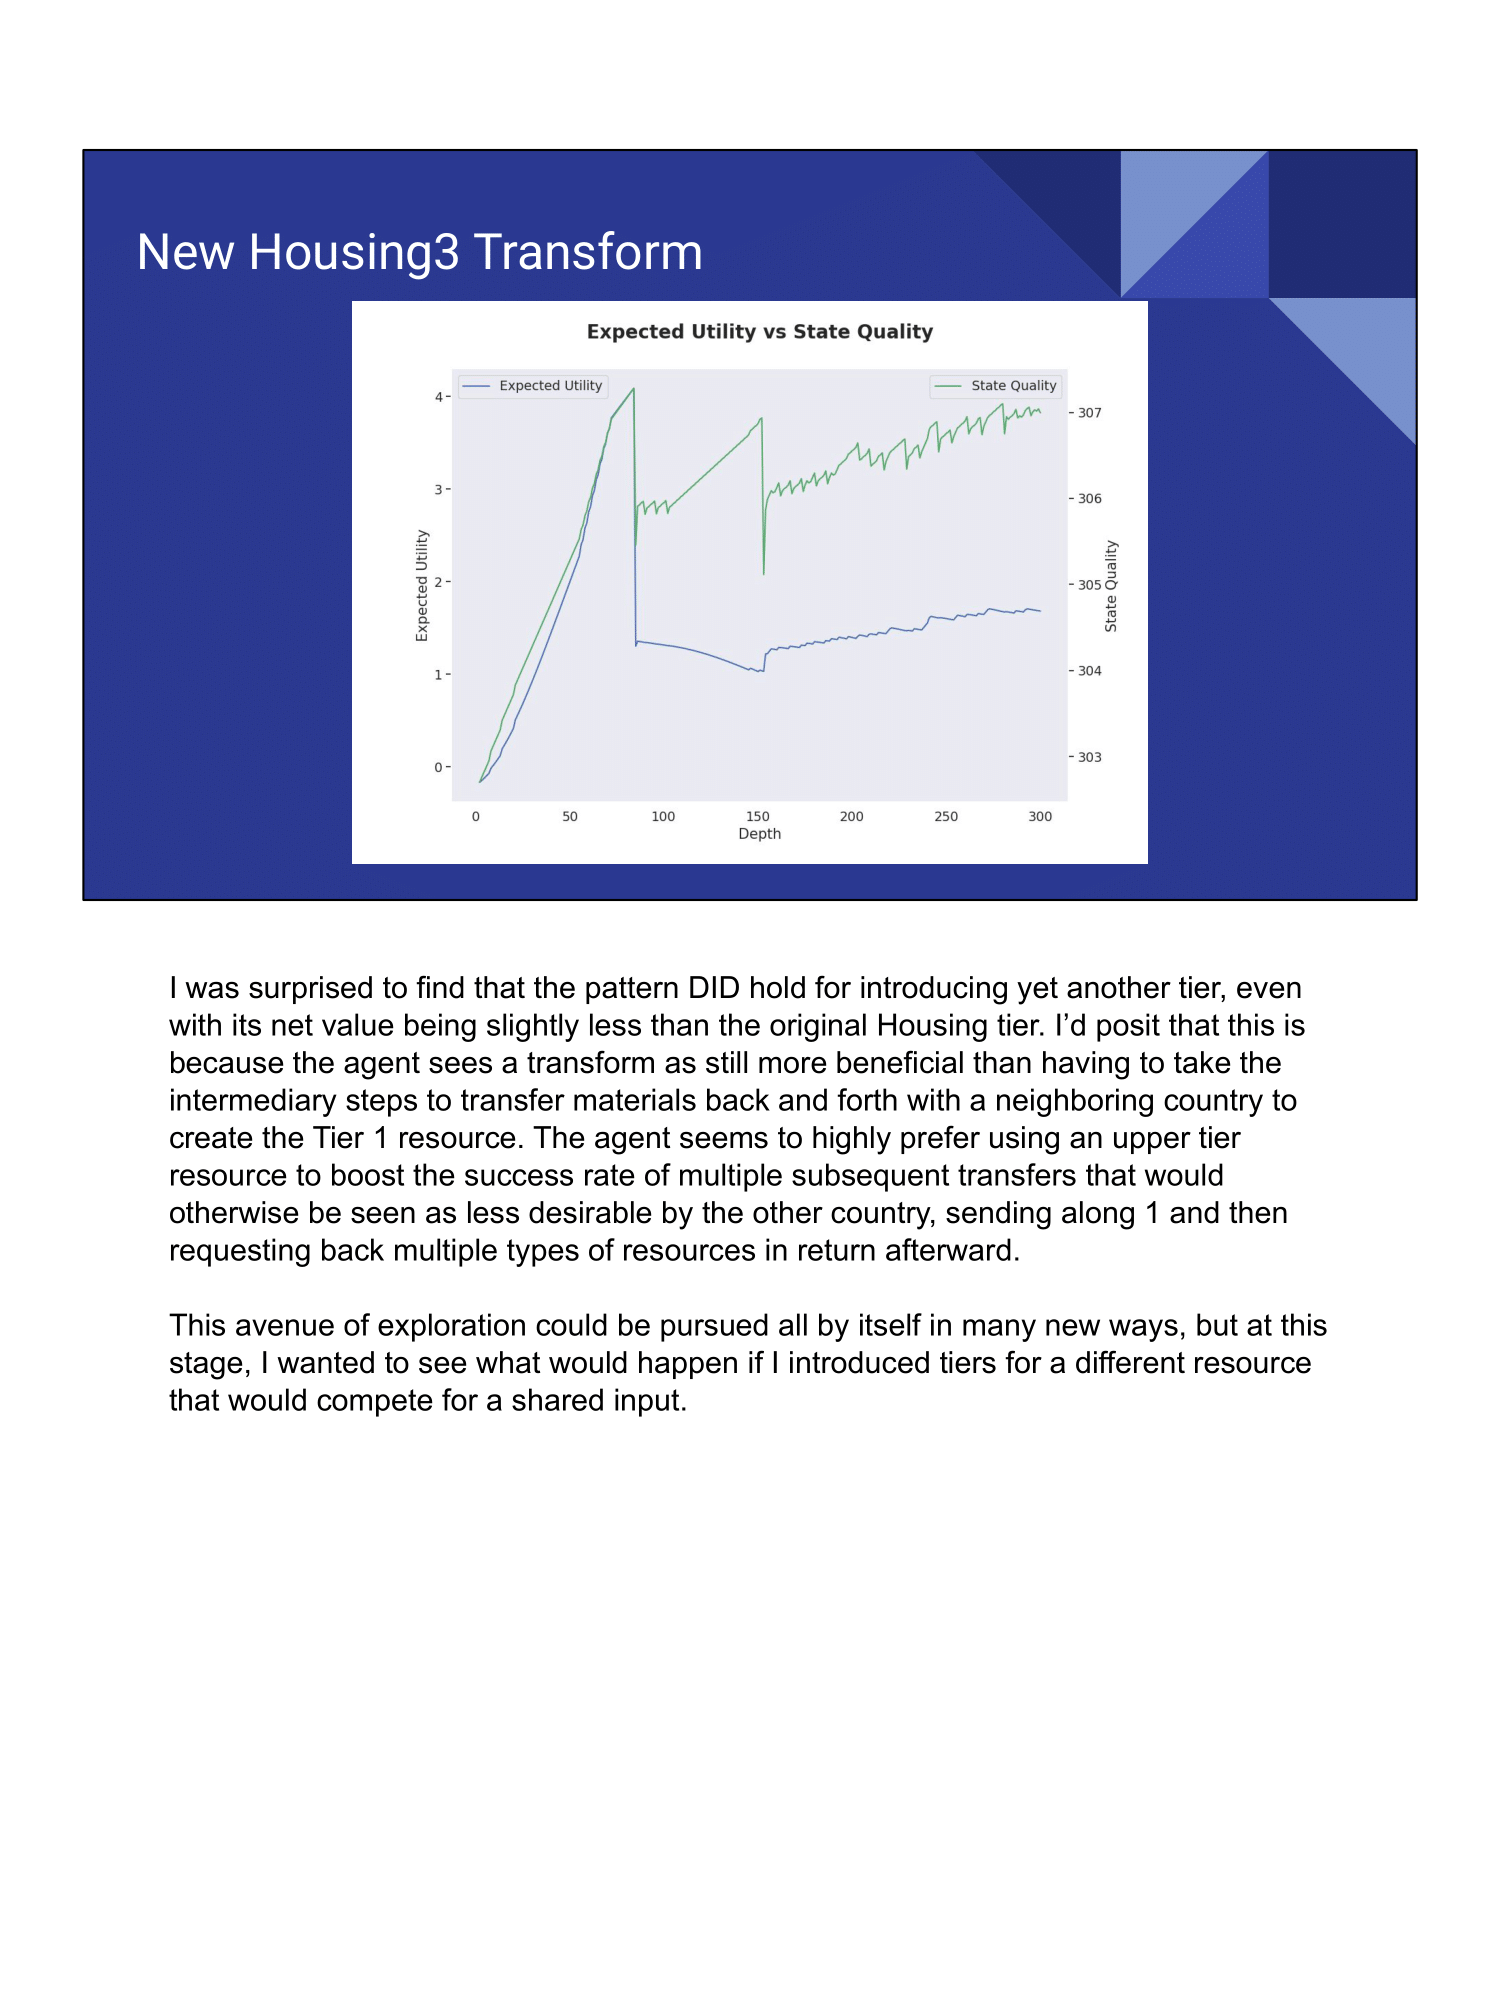 New Housing3 Transform
Expected Utility vs State Quality
Expected Utility
State Quality
4
3
2
1
0
Expected Utility
307
306
305
304
303
State Quality
0 50 100 150 200 250 300
Depth
I was surprised to find that the pattern DID hold for introducing yet another tier, even
with its net value being slightly less than the original Housing tier. I’d posit that this is
because the agent sees a transform as still more beneficial than having to take the
intermediary steps to transfer materials back and forth with a neighboring country to
create the Tier 1 resource. The agent seems to highly prefer using an upper tier
resource to boost the success rate of multiple subsequent transfers that would
otherwise be seen as less desirable by the other country, sending along 1 and then
requesting back multiple types of resources in return afterward.
This avenue of exploration could be pursued all by itself in many new ways, but at this
stage, I wanted to see what would happen if I introduced tiers for a different resource
that would compete for a shared input.